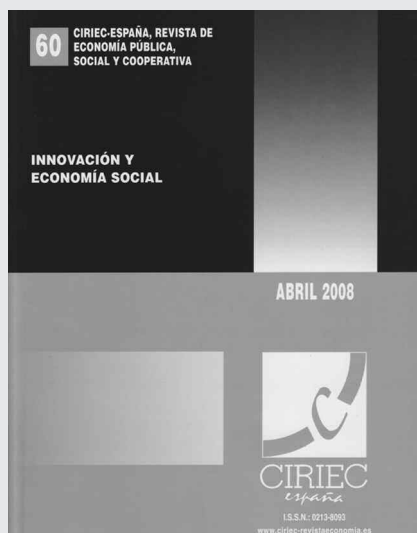 60
CIRIEC-ESPAÑA, REVISTA DE
ECONOMÍA PÚBLICA,
SOCIAL Y COOPERATIVA
INNOVACIÓN Y
ECONOMÍA SOCIAL
ABRIL 2008
CIRIEC
españa
I.S.S.N.: 0213-8093
www.ciriec-revistaeconomia.es